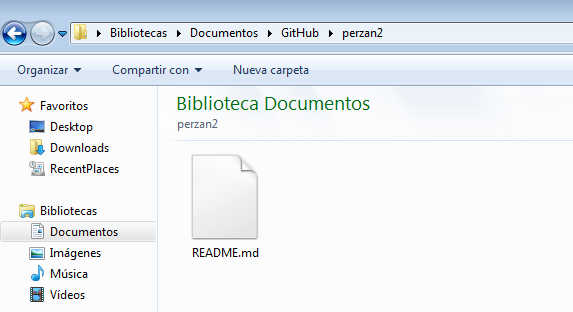 Bibliotecas Documentos GitHub perzan2
Organizar Compartir con Nueva carpeta
Favoritos
Desktop
Downloads
RecentPlaces
Bibliotecas
Documentos
Imágenes
Música
Vídeos
Biblioteca Documentos
perzan2
README.md